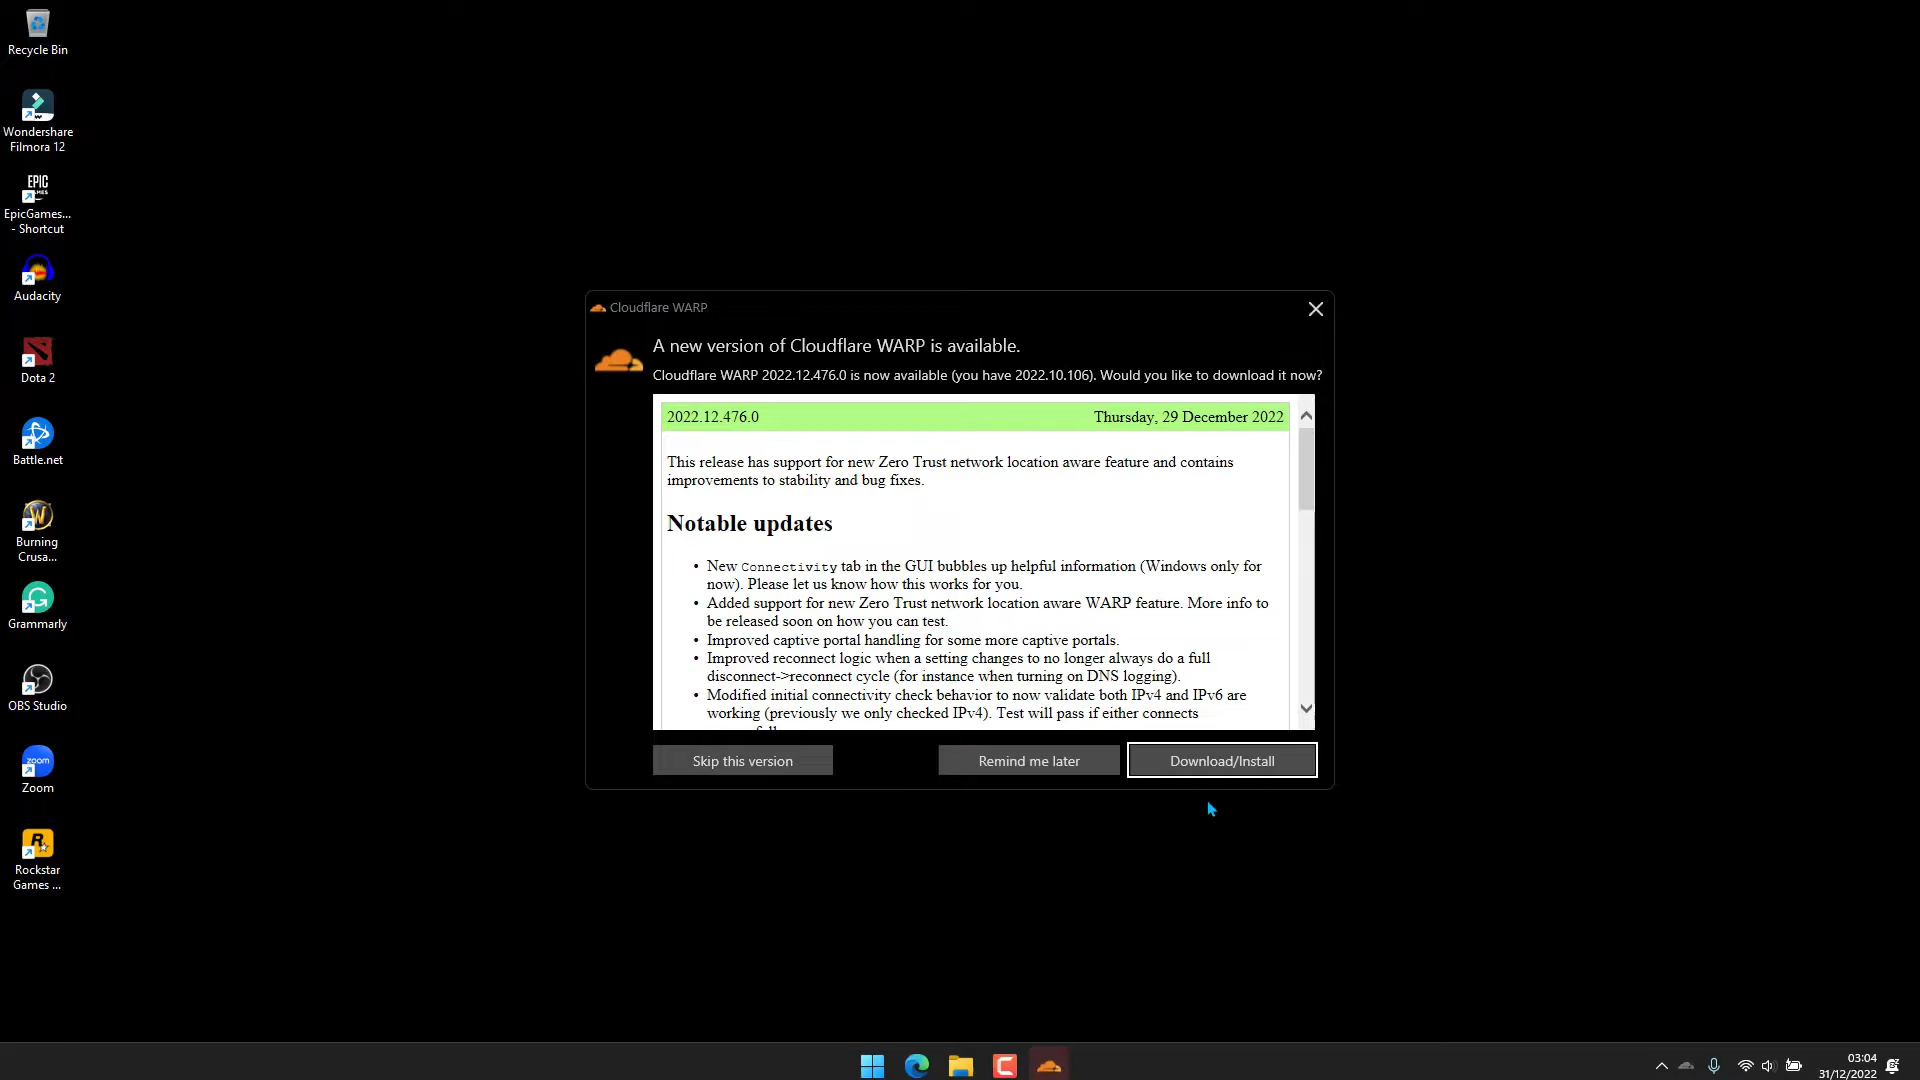 Recycle Bin
Wondershare
Filmora 12
EPIC
GAMES
EpicGames...
- Shortcut
Audacity
Dota 2
Battle.net
Burning
Crusa...
Grammarly
OBS Studio
zoom
Zoom
Rockstar
Games ...
Cloudflare WARP
A new version of Cloudflare WARP is available.
Cloudflare WARP 2022.12.476.0 is now available (you have 2022.10.106). Would you like to download it now?
2022.12.476.0 Thursday, 29 December 2022
This release has support for new Zero Trust network location aware feature and contains
improvements to stability and bug fixes.
Notable updates
• New Connectivity tab in the GUI bubbles up helpful information (Windows only for
now). Please let us know how this works for you.
• Added support for new Zero Trust network location aware WARP feature. More info to
be released soon on how you can test.
• Improved captive portal handling for some more captive portals.
• Improved reconnect logic when a setting changes to no longer always do a full
disconnect->reconnect cycle (for instance when turning on DNS logging).
• Modified initial connectivity check behavior to now validate both IPv4 and IPv6 are
working (previously we only checked IPv4). Test will pass if either connects
Skip this version
Remind me later
Download/Install
03:04
31/12/2022